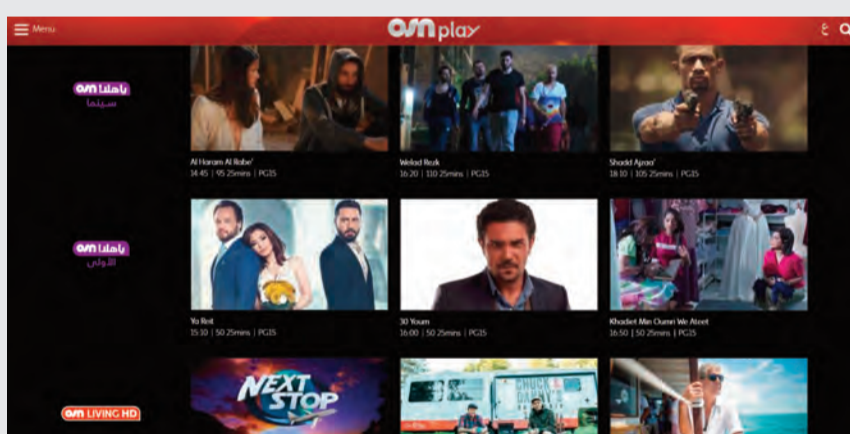 Menu
OSN play
ع
OSN ياهلا
سينما
Al Haram Al Rabe'
14:45 | 95 25mins | PG15
Welad Rezk
16:20 | 110 25mins | PG15
Shadd Ajzaa'
18:10 | 105 25mins | PG15
OSN ياهلا
الأولى
Ya Reit
15:10 | 50 25mins | PG15
30 Youm
16:00 | 50 25mins | PG15
Khadiet Min Oumri We Ateet
16:50 | 50 25mins | PG15
OSN LIVING HD
NEXT
STOP